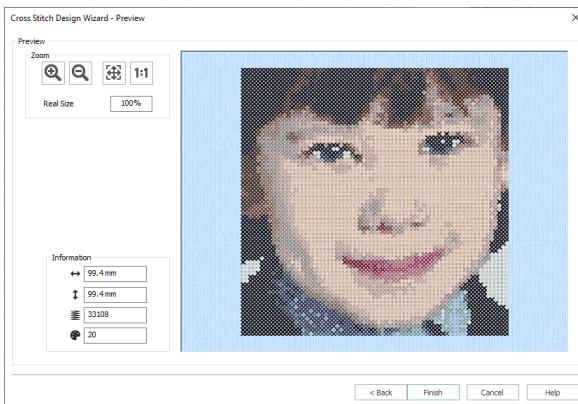 Cross Stitch Design Wizard - Preview
Preview
Zoom
1:1
Real Size 100%
Information
99.4 mm
99.4 mm
33108
20
< Back Finish Cancel Help